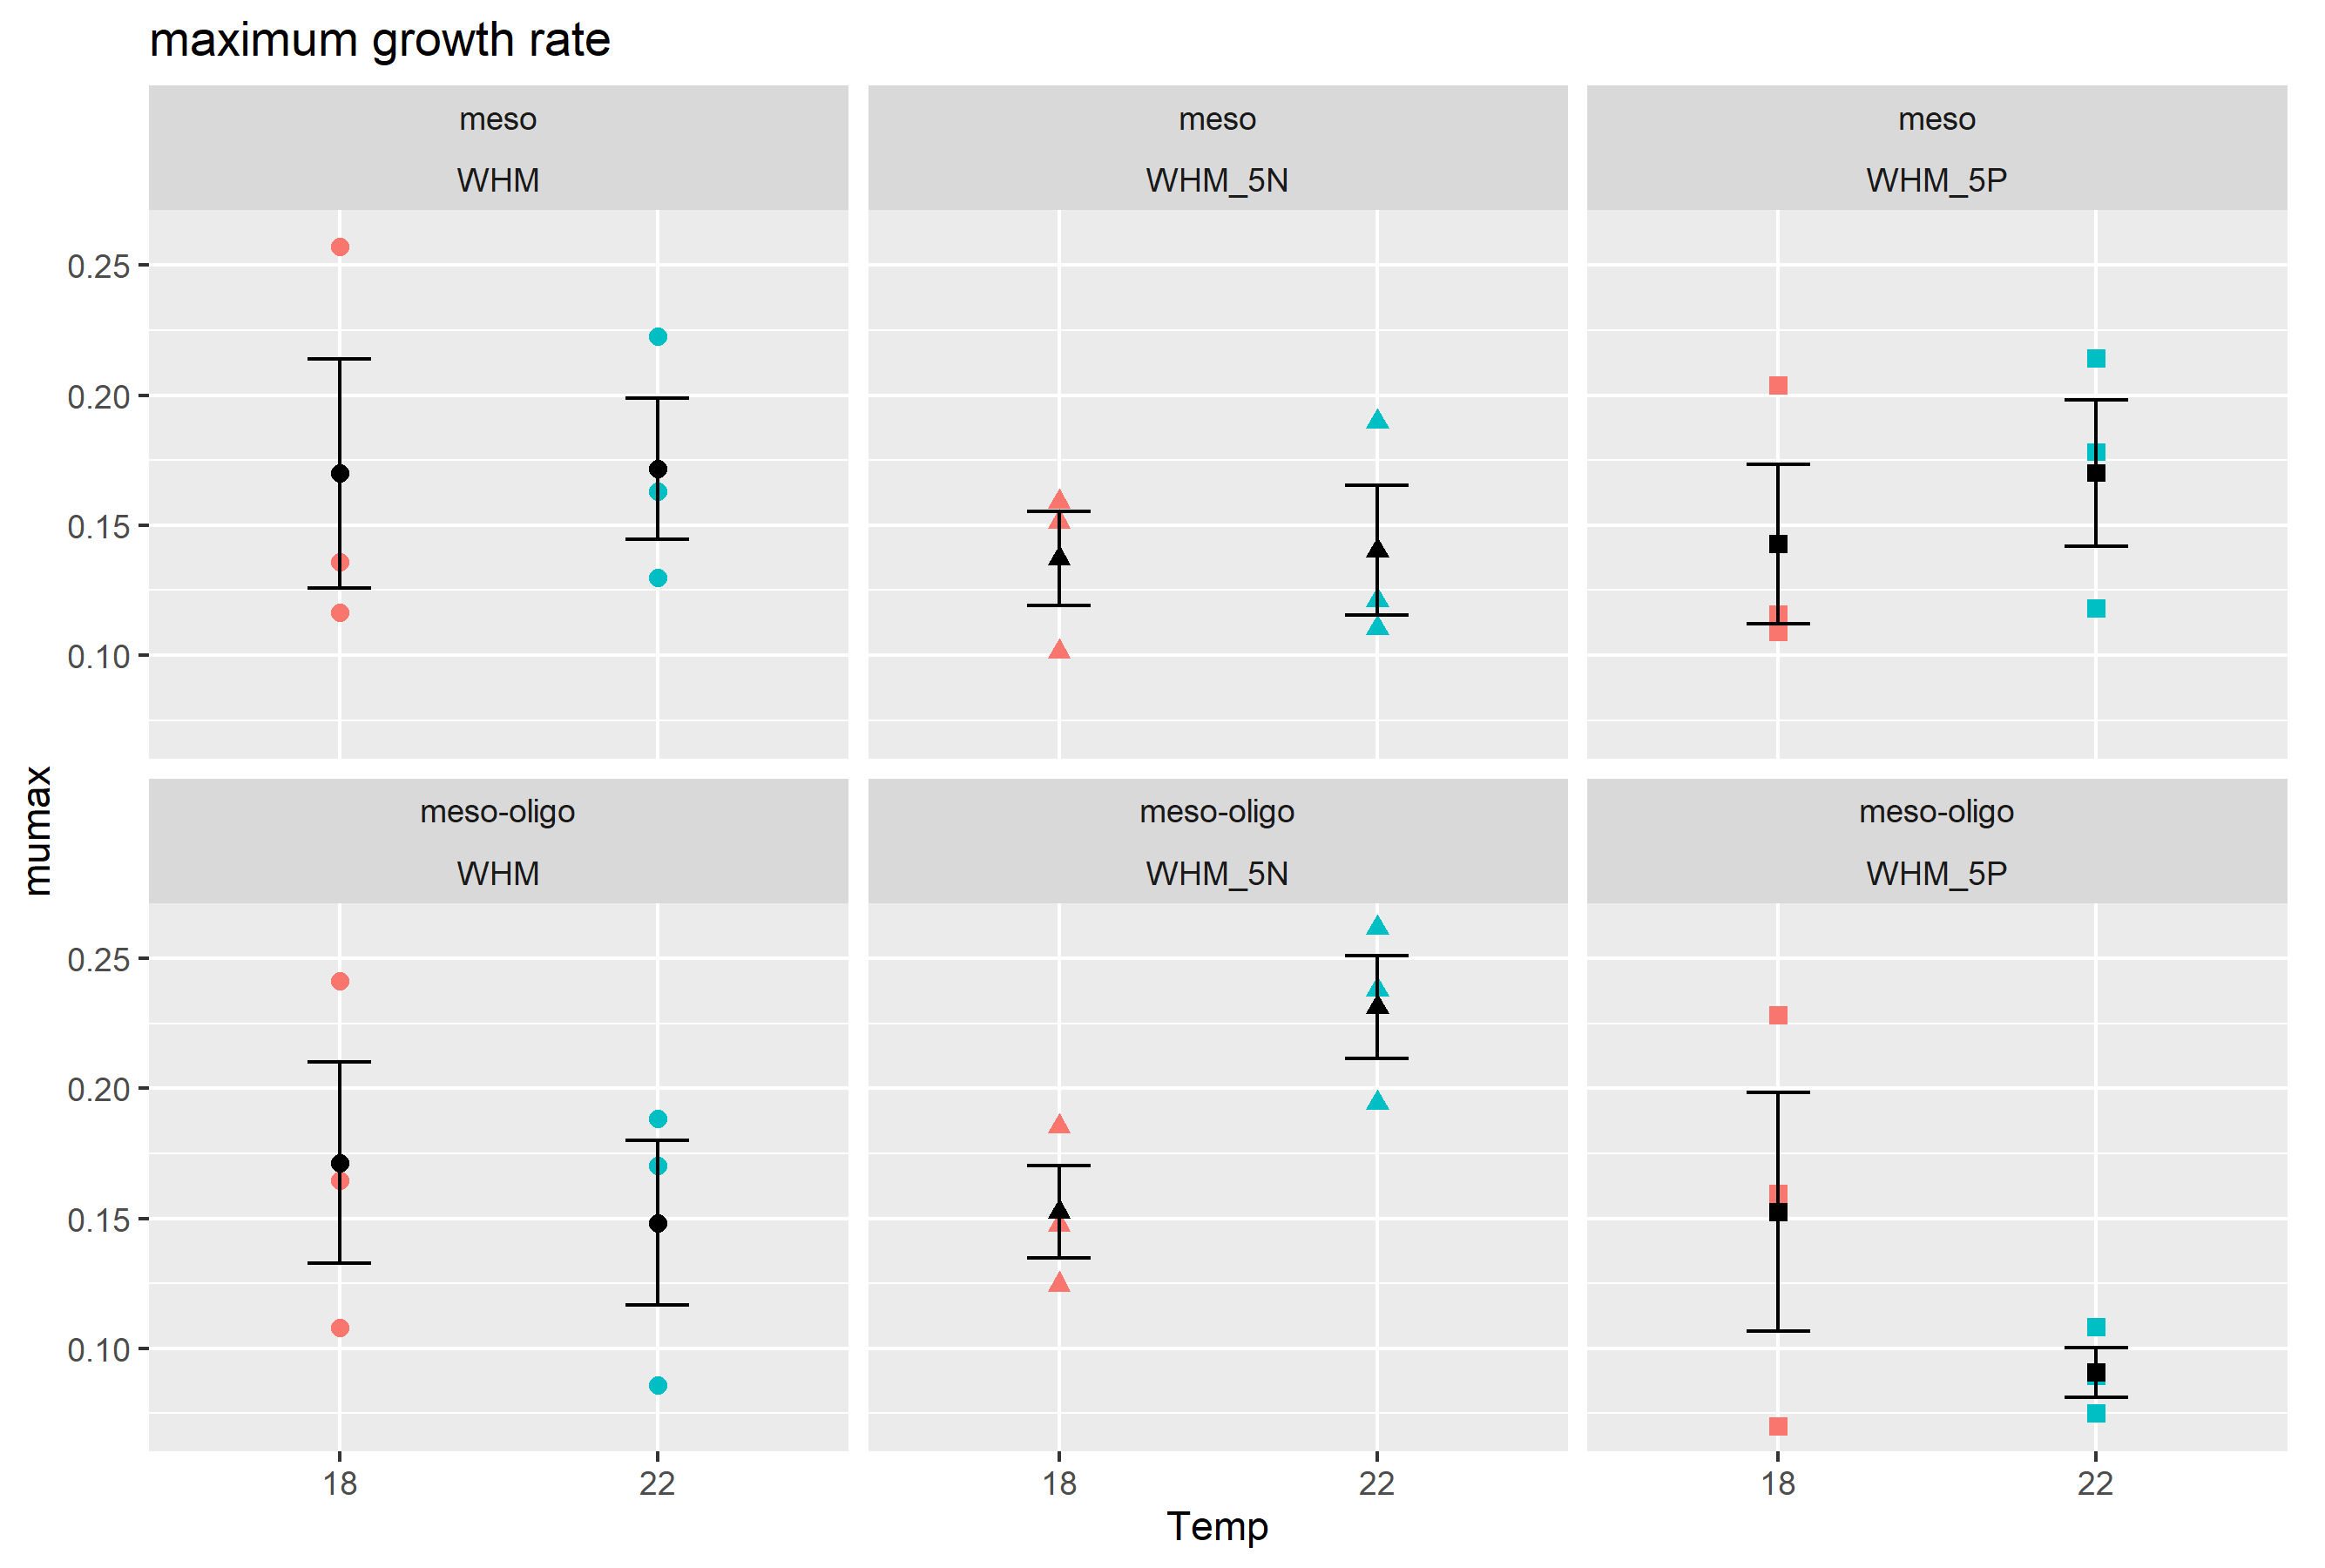 maximum growth rate
meso meso meso
WHM WHM_5N WHM_5P
0.25
0.20
0.15
0.10
mumax
meso-oligo meso-oligo meso-oligo
WHM WHM_5N WHM_5P
0.25
0.20
0.15
0.10
18 22 18 22 18 22
Temp